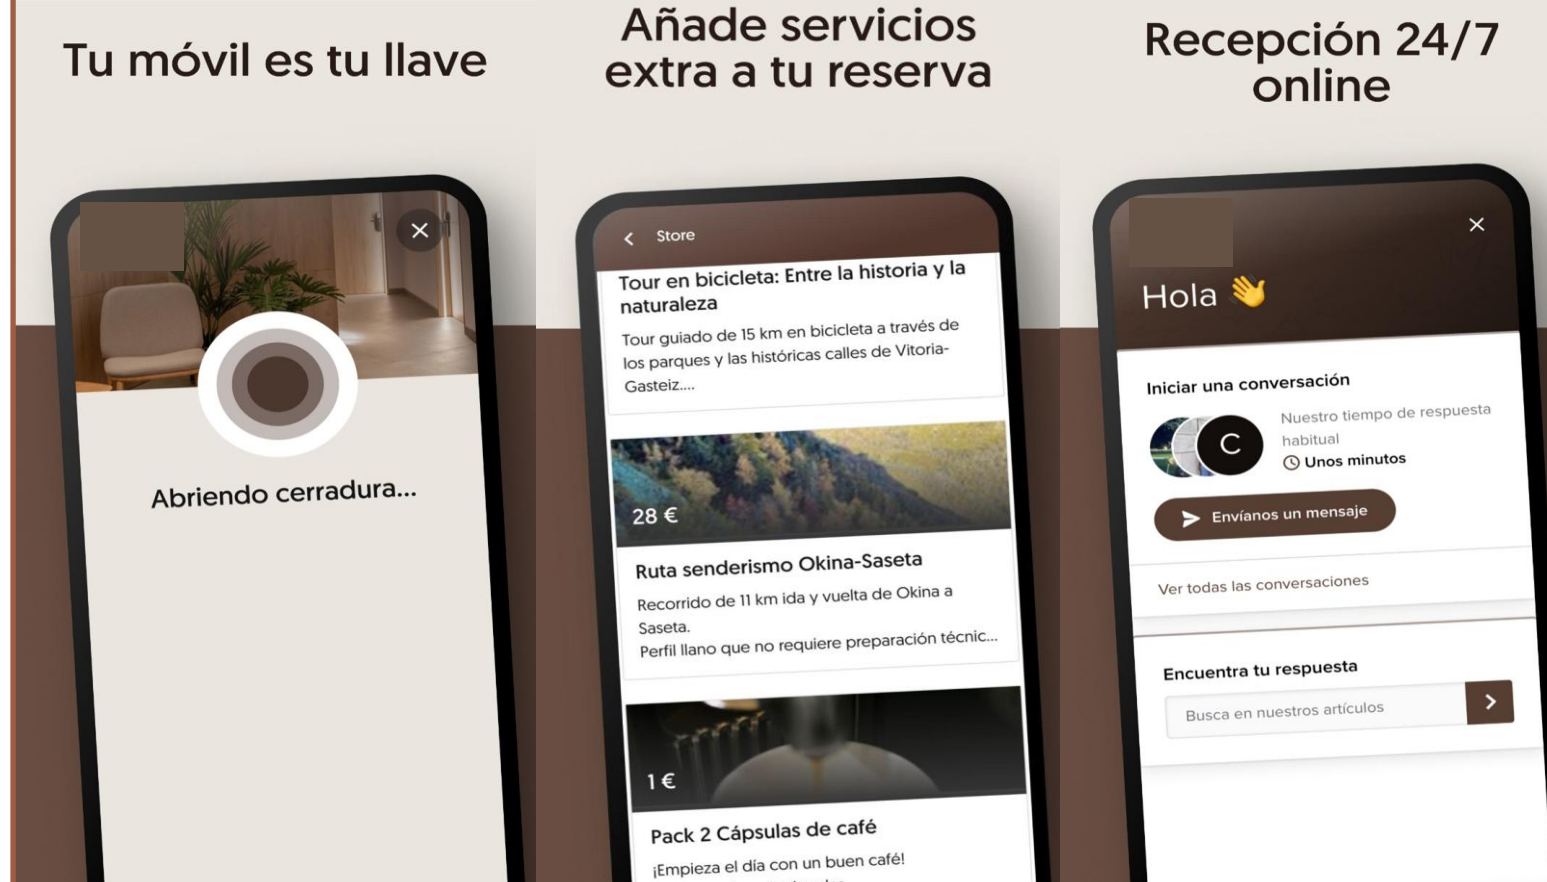 Tu móvil es tu llave
Abriendo cerradura...
Añade servicios
extra a tu reserva
Store
Tour en bicicleta: Entre la historia y la
naturaleza
Tour guiado de 15 km en bicicleta a través de
los parques y las históricas calles de Vitoria-
Gasteiz....
28 €
Ruta senderismo Okina-Saseta
Recorrido de 11 km ida y vuelta de Okina a
Saseta.
Perfil llano que no requiere preparación técnic...
1 €
Pack 2 Cápsulas de café
¡Empieza el día con un buen café!
Recepción 24/7
online
Hola 👋
Iniciar una conversación
C
Nuestro tiempo de respuesta
habitual
Unos minutos
Envíanos un mensaje
Ver todas las conversaciones
Encuentra tu respuesta
Busca en nuestros artículos